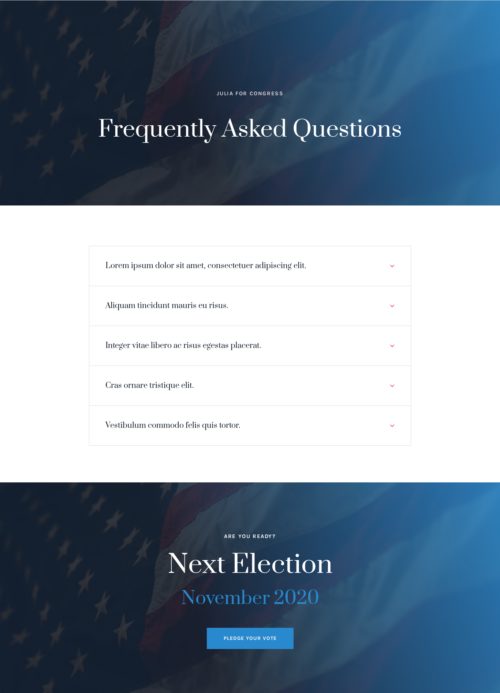 JULIA FOR CONGRESS
Frequently Asked Questions
Lorem ipsum dolor sit amet, consectetuer adipiscing elit.
Aliquam tincidunt mauris eu risus.
Integer vitae libero ac risus egestas placerat.
Cras ornare tristique elit.
Vestibulum commodo felis quis tortor.
ARE YOU READY?
Next Election
November 2020
PLEDGE YOUR VOTE